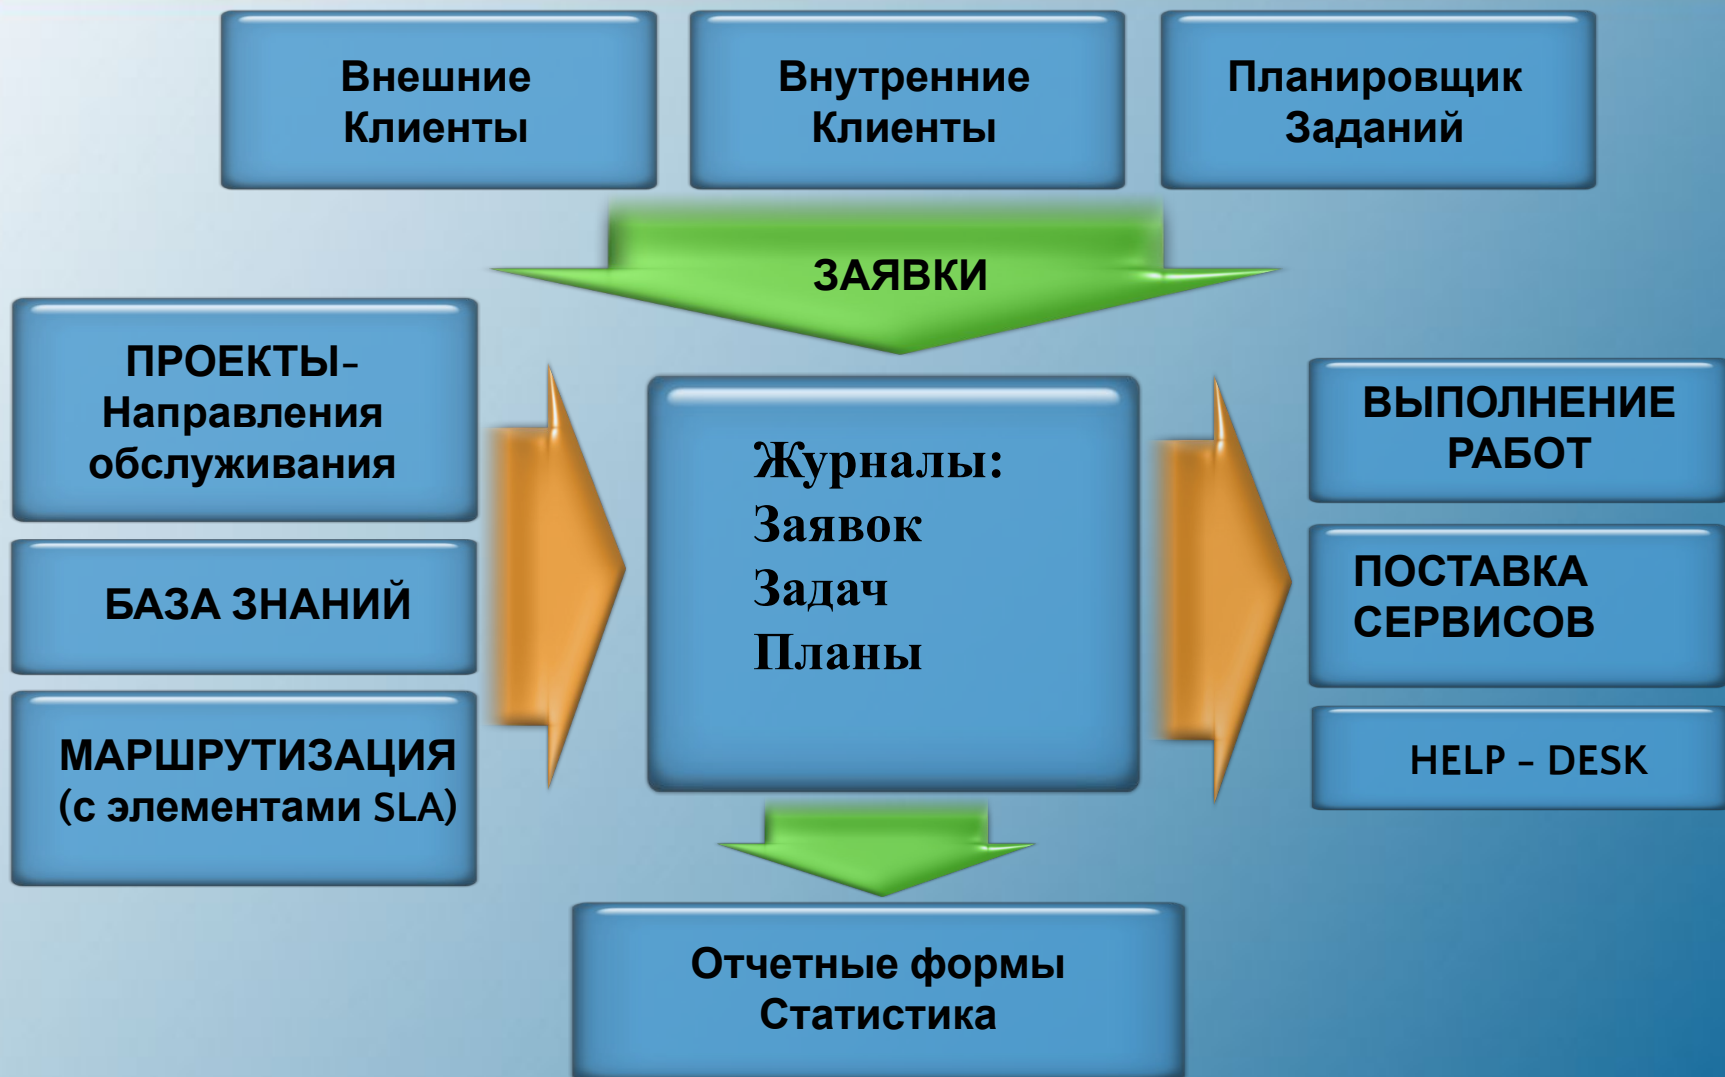 Внешние
Клиенты
Внутренние
Клиенты
Планировщик
Заданий
ЗАЯВКИ
ПРОЕКТЫ-
Направления
обслуживания
БАЗА ЗНАНИЙ
МАРШРУТИЗАЦИЯ
(с элементами SLA)
Журналы:
Заявок
Задач
Планы
ВЫПОЛНЕНИЕ
РАБОТ
ПОСТАВКА
СЕРВИСОВ
HELP - DESK
Отчетные формы
Статистика